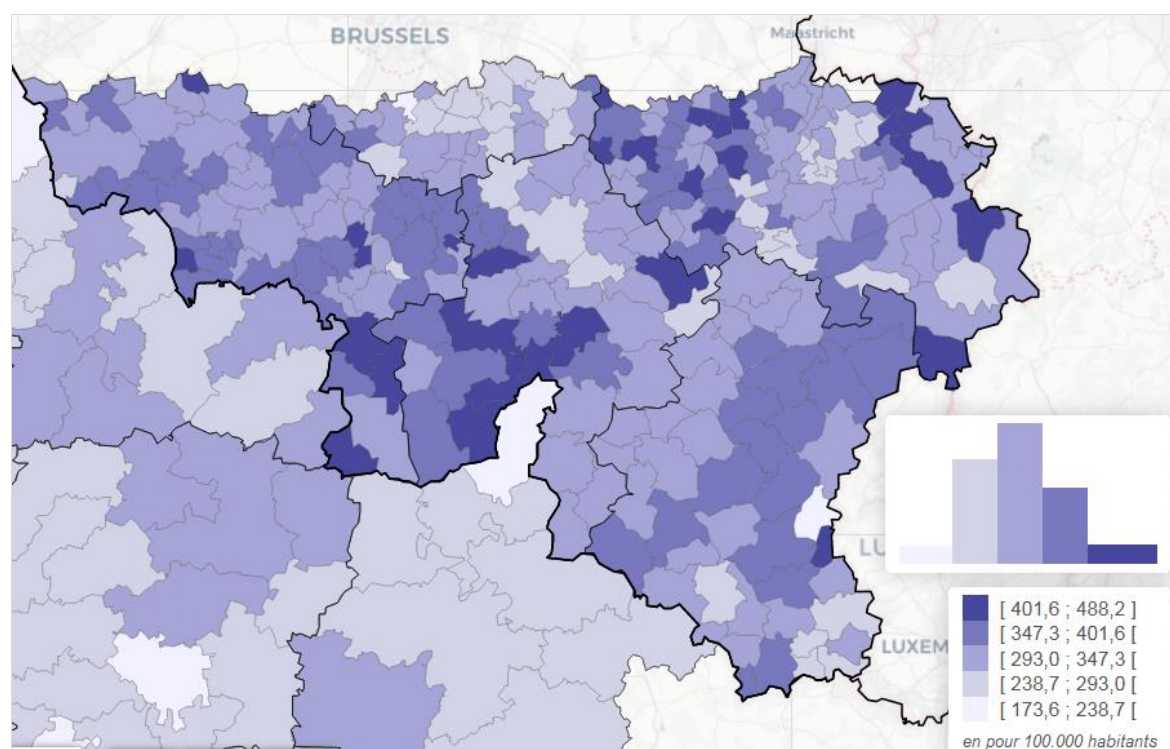 BRUSSELS
Maastricht
LU
LUXEM
[ 401,6 ; 488,2 ]
[ 347,3 ; 401,6 [
[ 293,0 ; 347,3 [
[ 238,7 ; 293,0 [
[ 173,6 ; 238,7 [
en pour 100.000 habitants